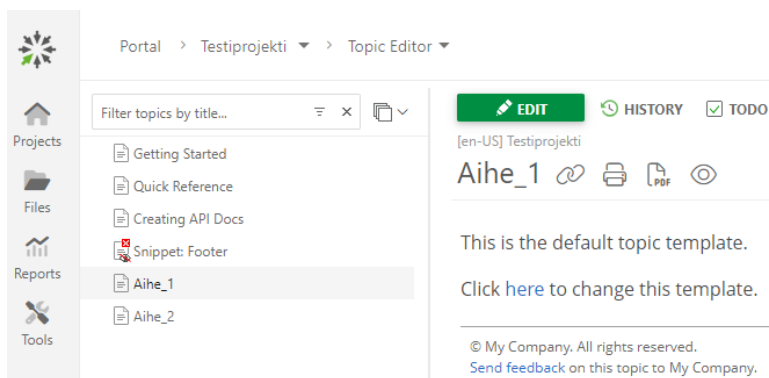 Portal > Testiprojekti > Topic Editor
Projects
Files
Reports
Tools
Filter topics by title...
Getting Started
Quick Reference
Creating API Docs
Snippet: Footer
Aihe_1
Aihe_2
EDIT HISTORY TODO
[en-US] Testiprojekti
Aihe_1 PDF
This is the default topic template.
Click here to change this template.
© My Company. All rights reserved.
Send feedback on this topic to My Company.